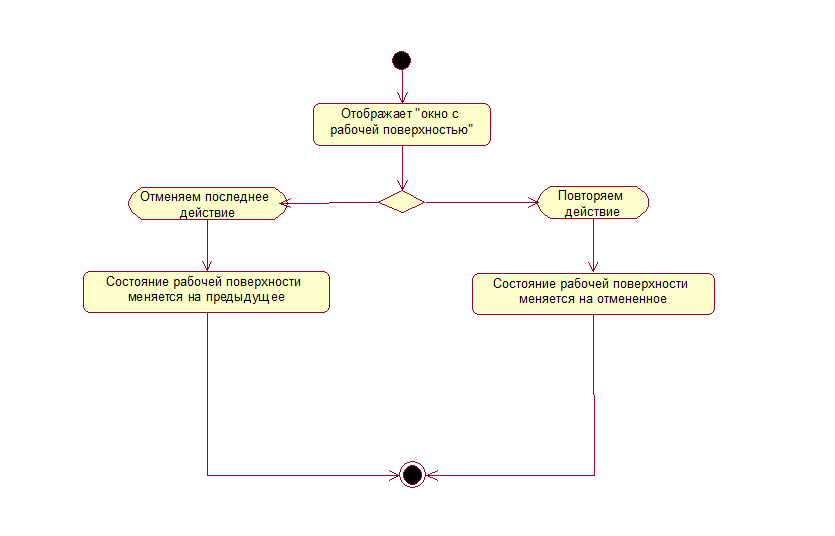 Отображает "окно с
рабочей поверхностью"
Отменяем последнее
действие
Повторяем
действие
Состояние рабочей поверхности
меняется на предыдущее
Состояние рабочей поверхности
меняется на отмененное